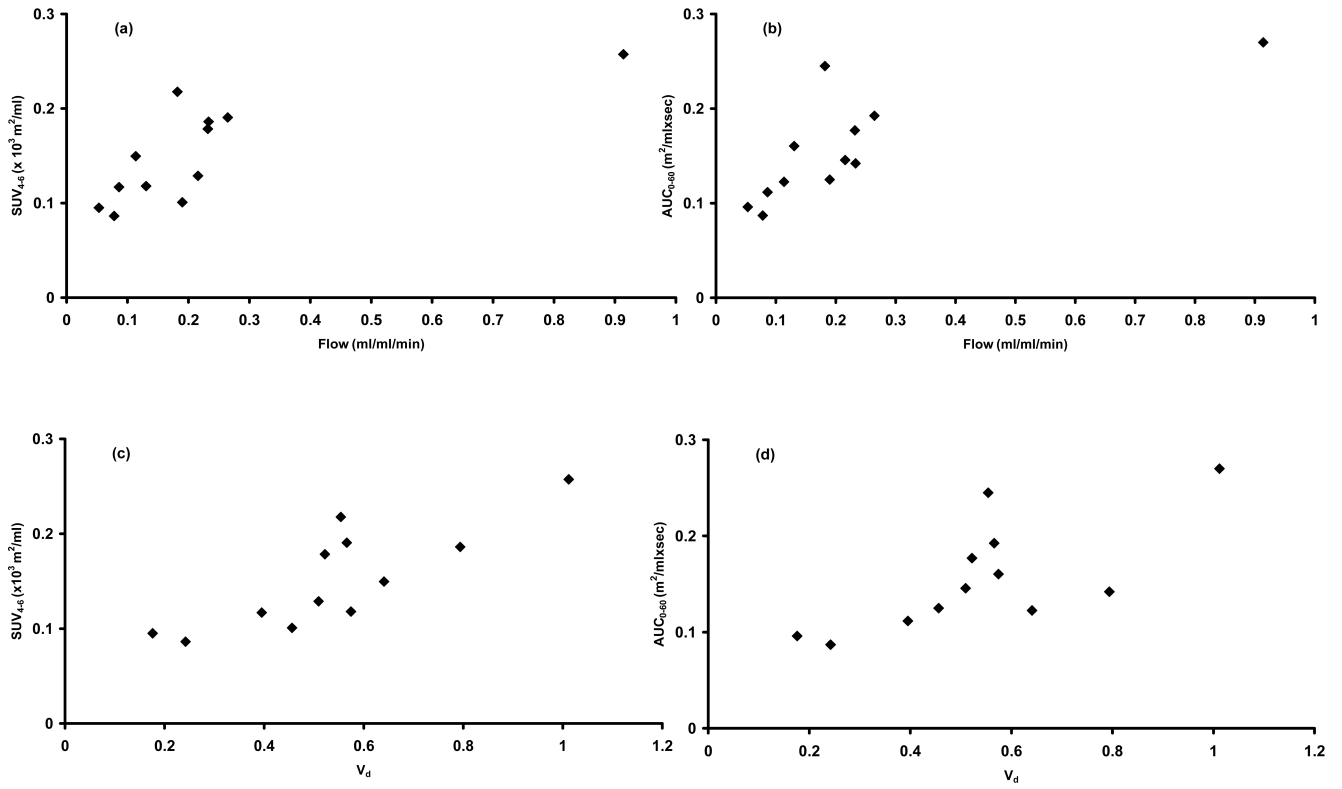 (a)
0.3
0.2
0.1
0
SUV4-6 (x 10³ m²/ml)
0 0.1 0.2 0.3 0.4 0.5 0.6 0.7 0.8 0.9 1
Flow (ml/ml/min)
(b)
0.3
0.2
0.1
0
AUC0-60 (m²/mlxsec)
0 0.1 0.2 0.3 0.4 0.5 0.6 0.7 0.8 0.9 1
Flow (ml/ml/min)
(c)
0.3
0.2
0.1
0
SUV4-6 (x10³ m²/ml)
0 0.2 0.4 0.6 0.8 1 1.2
Vd
(d)
0.3
0.2
0.1
0
AUC0-60 (m²/mlxsec)
0 0.2 0.4 0.6 0.8 1 1.2
Vd